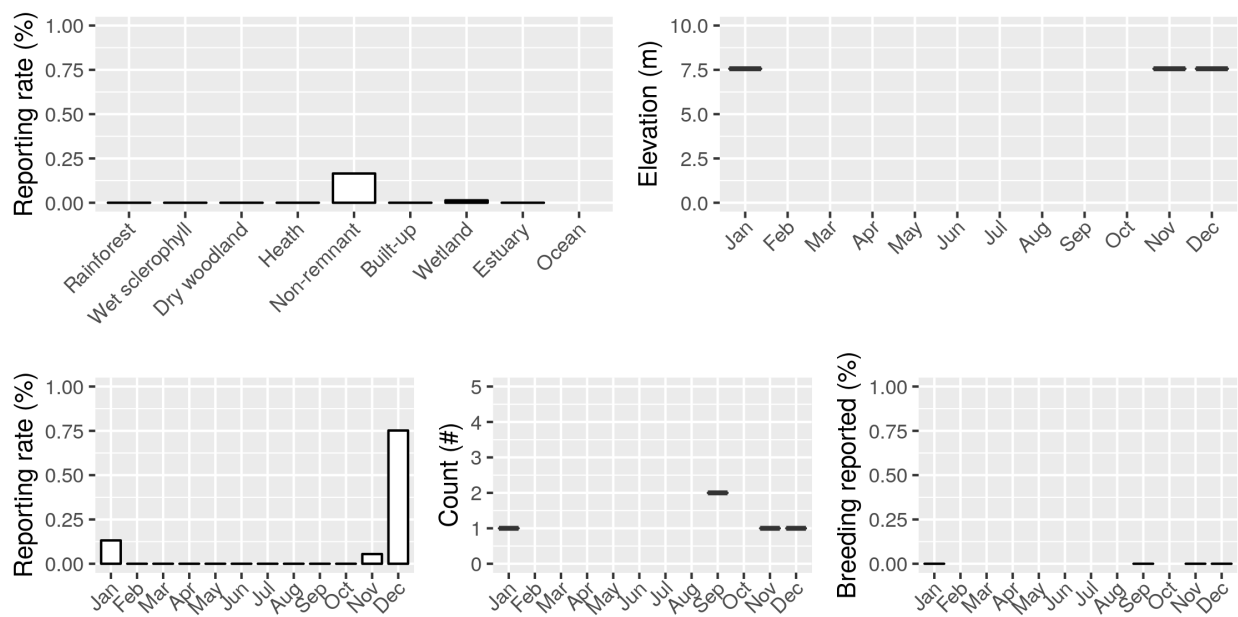 Reporting rate (%)
1.00
0.75
0.50
0.25
0.00
Rainforest
Wet sclerophyll
Dry woodland
Heath
Non-remnant
Built-up
Wetland
Estuary
Ocean
Elevation (m)
10.0
7.5
5.0
2.5
0.0
Jan
Feb
Mar
Apr
May
Jun
Jul
Aug
Sep
Oct
Nov
Dec
Reporting rate (%)
1.00
0.75
0.50
0.25
0.00
Jan
Feb
Mar
Apr
May
Jun
Jul
Aug
Sep
Oct
Nov
Dec
Count (#)
5
4
3
2
1
0
Jan
Feb
Mar
Apr
May
Jun
Jul
Aug
Sep
Oct
Nov
Dec
Breeding reported (%)
1.00
0.75
0.50
0.25
0.00
Jan
Feb
Mar
Apr
May
Jun
Jul
Aug
Sep
Oct
Nov
Dec